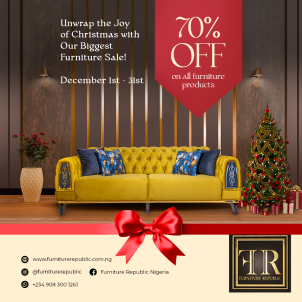 Unwrap the Joy
of Christmas with
Our Biggest
Furniture Sale!
December 1st - 31st
70%
OFF
on all furniture
products
www.furniturerepublic.com.ng
@furniturerepublic
Furniture Republic Nigeria
+234 908 300 1261
FR
FURNITURE REPUBLIC